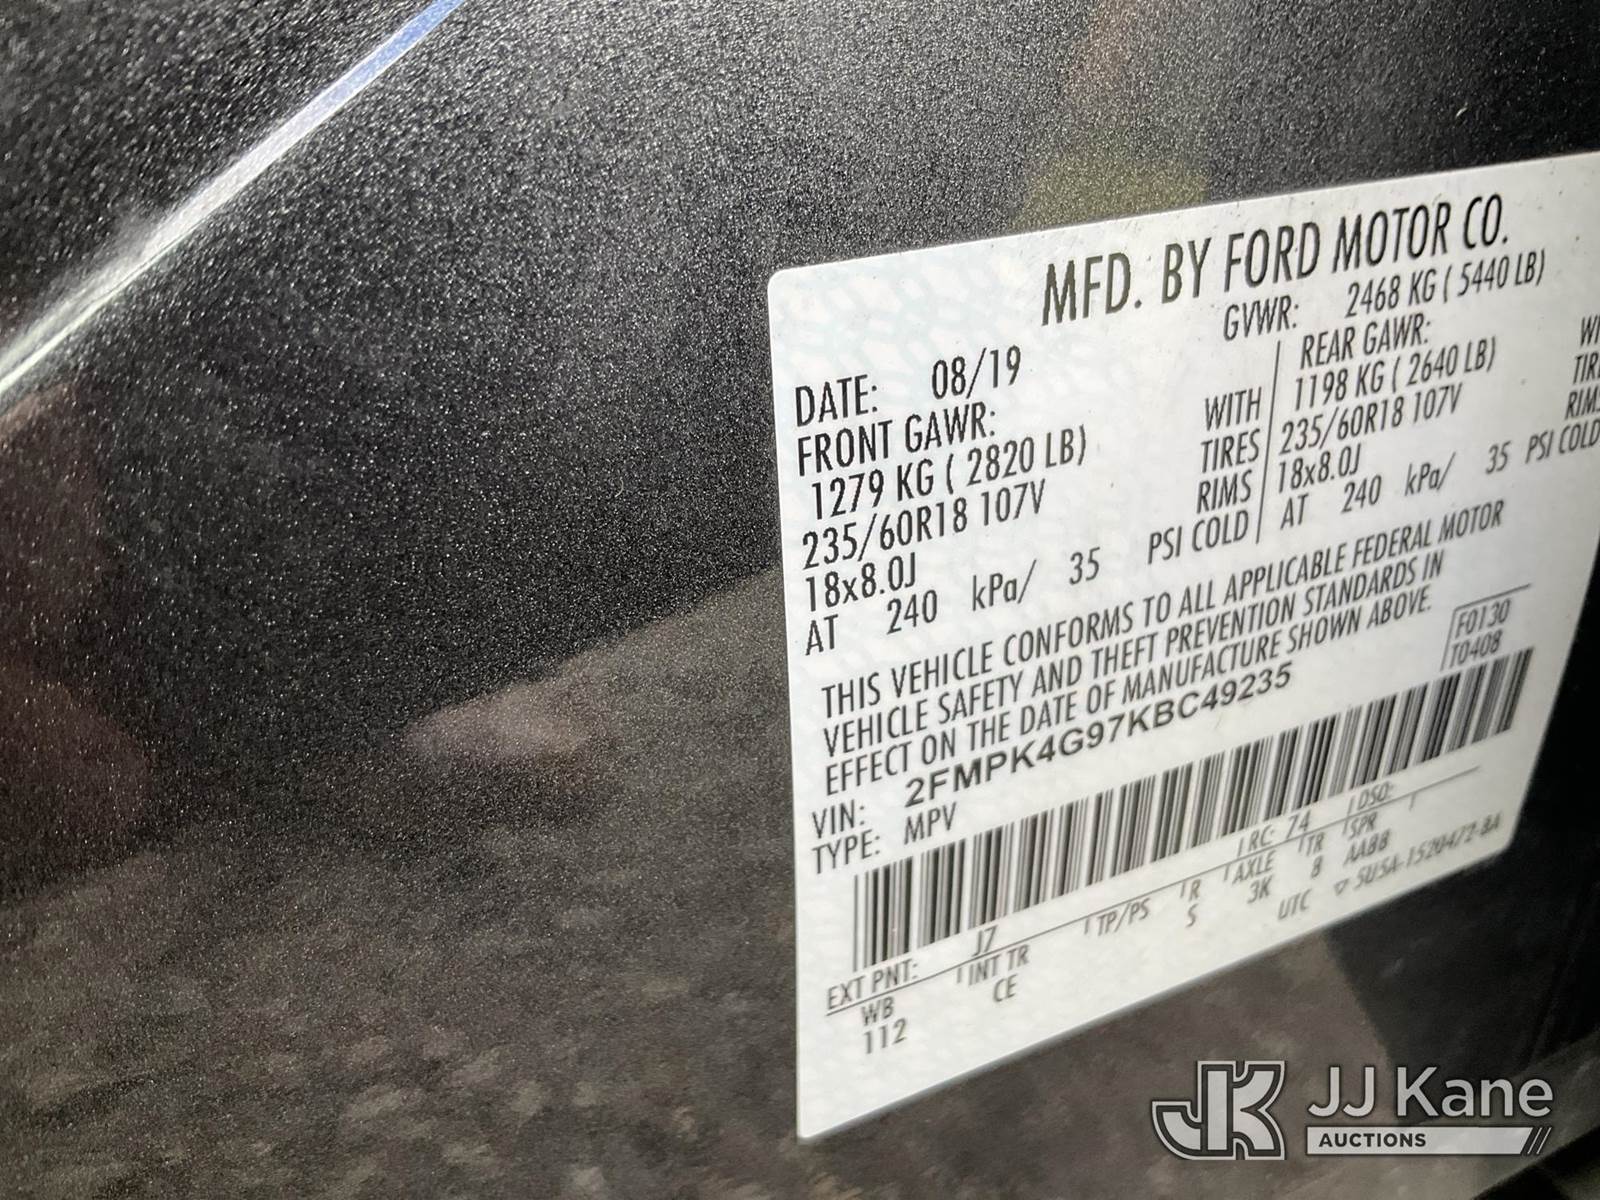 MFD. BY FORD MOTOR CO.
DATE: 08/19 GVWR: 2468 KG ( 5440 LB)
FRONT GAWR: REAR GAWR:
1279 KG ( 2820 LB) WITH 1198 KG ( 2640 LB)
235/60R18 107V TIRES 235/60R18 107V
18x8.0J RIMS 18x8.0J
AT 240 kPa/ 35 PSI COLD AT 240 kPa/ 35 PSI COLD
THIS VEHICLE CONFORMS TO ALL APPLICABLE FEDERAL MOTOR
VEHICLE SAFETY AND THEFT PREVENTION STANDARDS IN
EFFECT ON THE DATE OF MANUFACTURE SHOWN ABOVE.
VIN: 2FMPK4G97KBC49235 F0130
TYPE: MPV T0408
EXT PNT: J7 RC: 74 DSO:
WB INT TR TP/PS R AXLE TR SPR
112 CE S 3K B AABB
UTC ▽ 5U5A-1520472-BA
JK JJ Kane
AUCTIONS